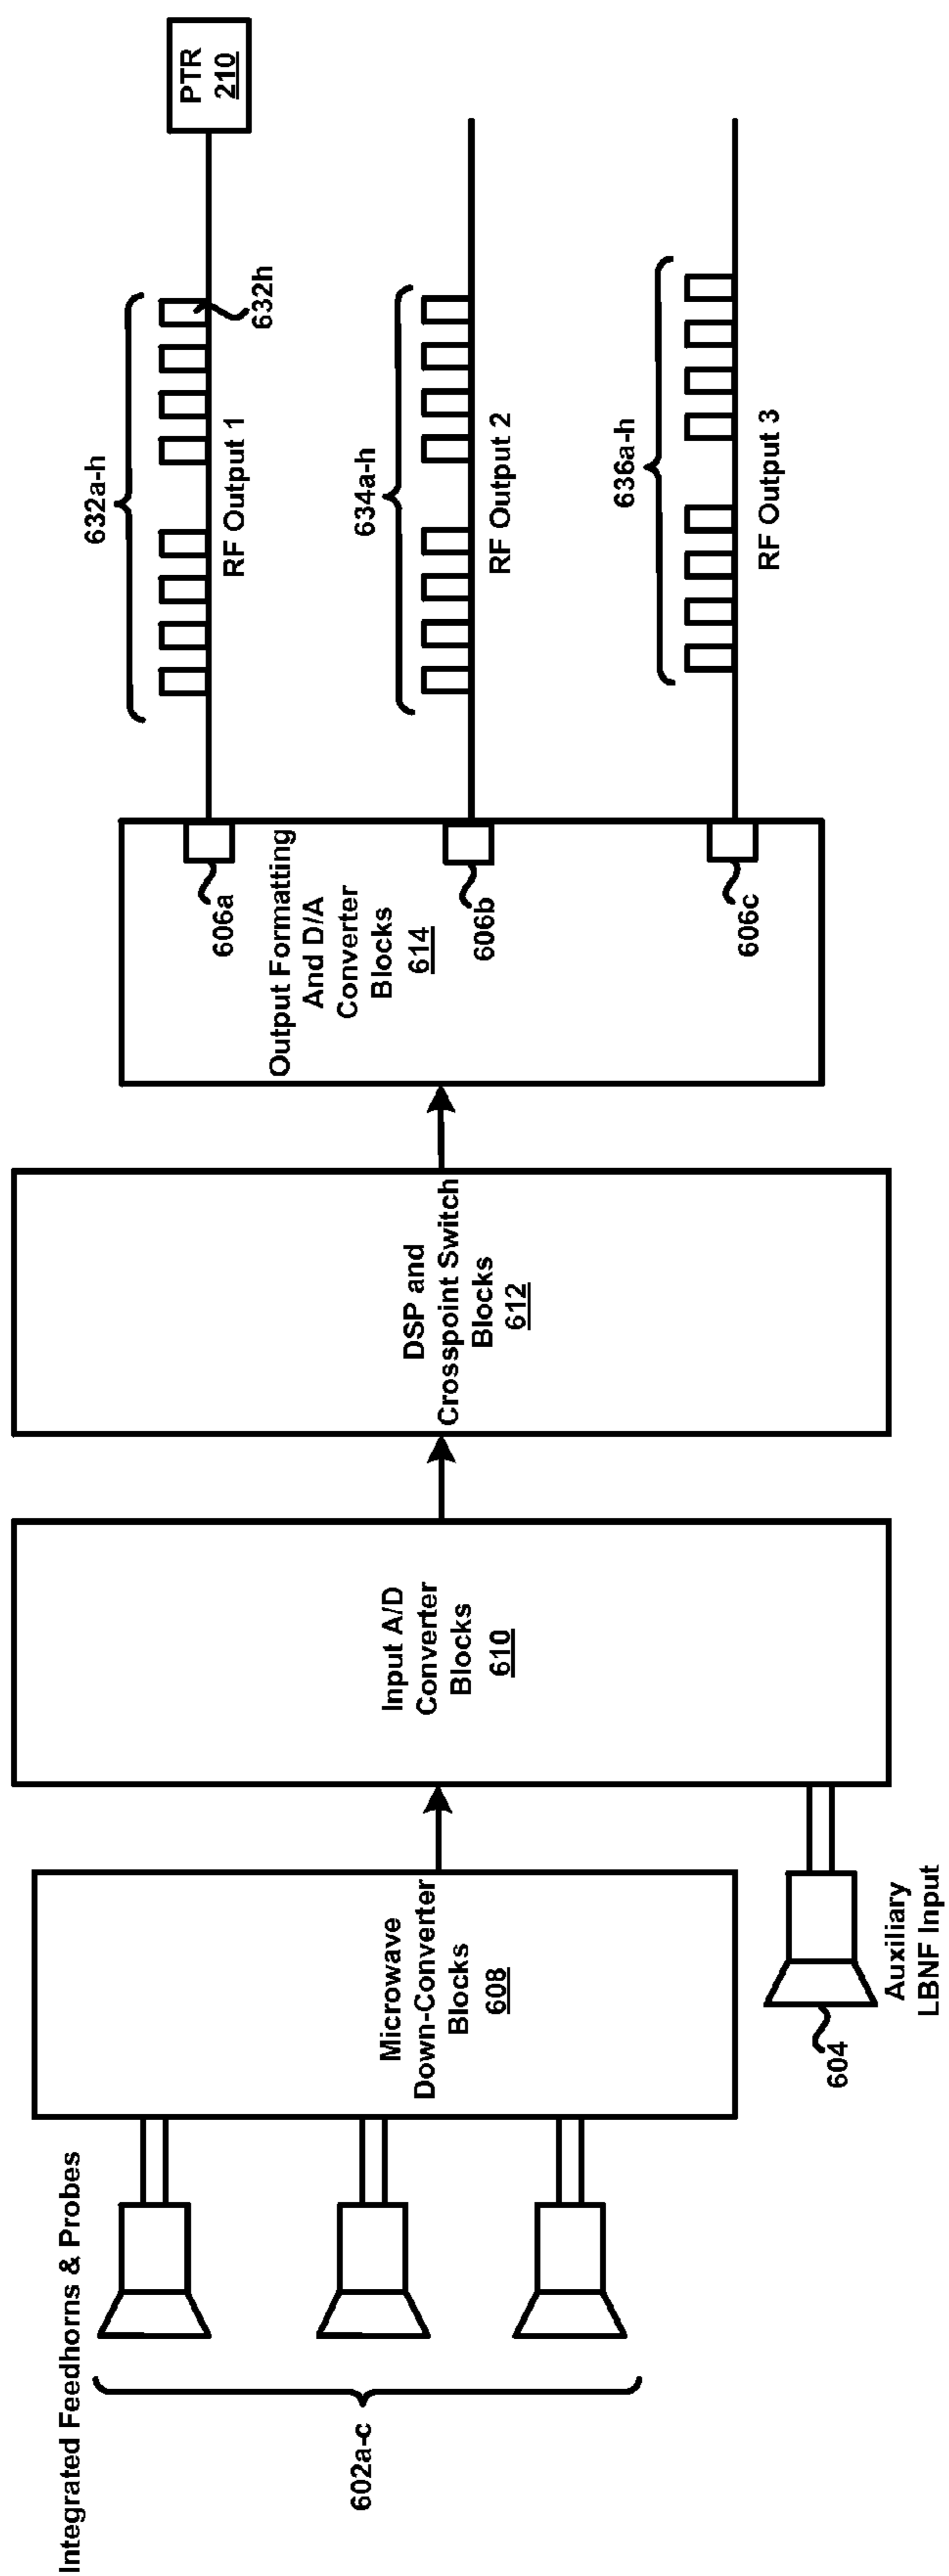 Integrated Feedhorns & Probes
602a-c
Microwave
Down-Converter
Blocks
608
604
Auxiliary
LBNF Input
Input A/D
Converter
Blocks
610
DSP and
Crosspoint Switch
Blocks
612
Output Formatting
And D/A
Converter
Blocks
614
606a
606b
606c
632a-h
632h
RF Output 1
PTR
210
634a-h
RF Output 2
636a-h
RF Output 3